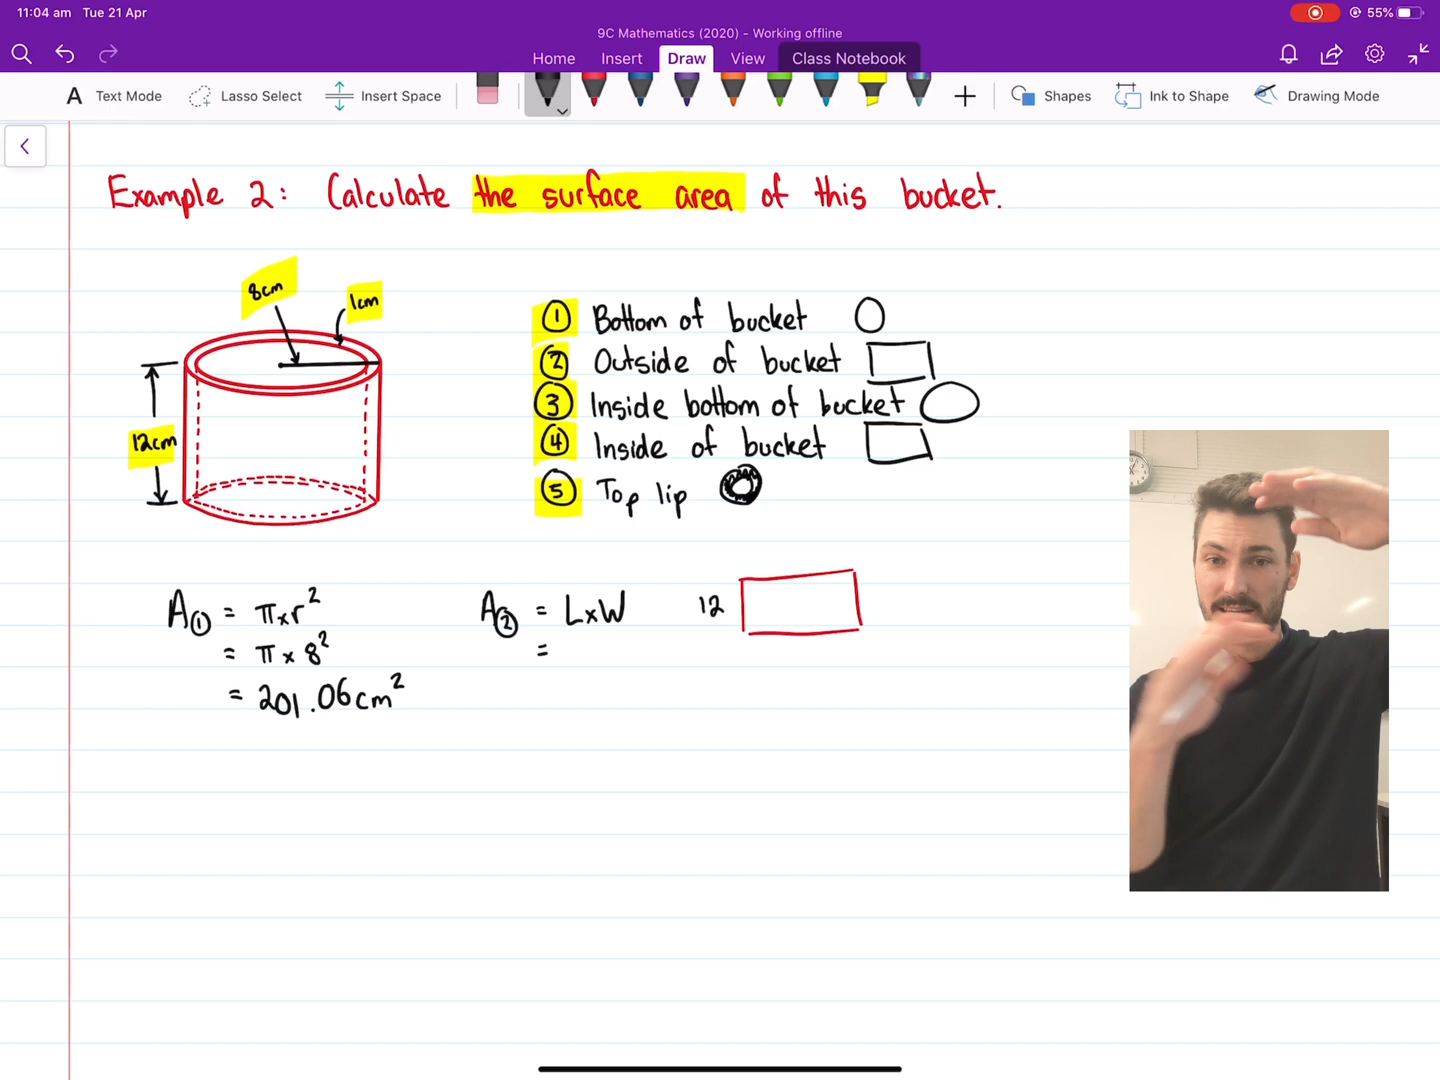 11:04 am Tue 21 Apr
55%
9C Mathematics (2020) - Working offline
Home Insert Draw View Class Notebook
A Text Mode Lasso Select Insert Space Shapes Ink to Shape Drawing Mode
Example 2: Calculate the surface area of this bucket.
8cm
1cm
12cm
① Bottom of bucket
② Outside of bucket
③ Inside bottom of bucket
④ Inside of bucket
⑤ Top lip
A① = π×r²
= π × 8²
= 201.06cm²
A② = L×W
=
12